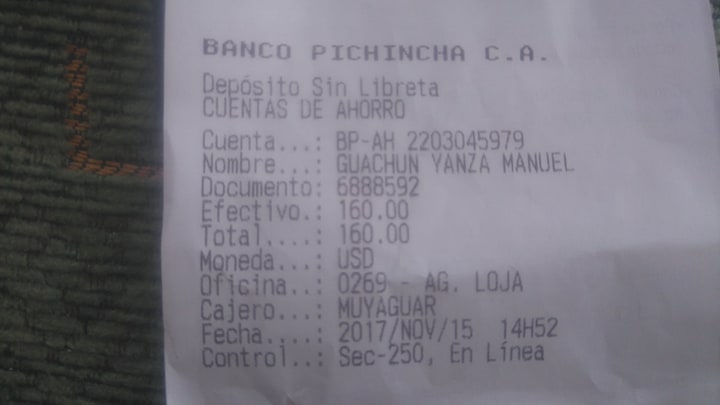 BANCO PICHINCHA C.A.
Depósito Sin Libreta
CUENTAS DE AHORRO
Cuenta...: BP-AH 2203045979
Nombre...: GUACHUN YANZA MANUEL
Documento: 6888592
Efectivo.: 160.00
Total....: 160.00
Moneda...: USD
Oficina..: 0269 - AG. LOJA
Cajero...: MUYAGUAR
Fecha....: 2017/NOV/15 14H52
Control..: Sec-250, En Línea